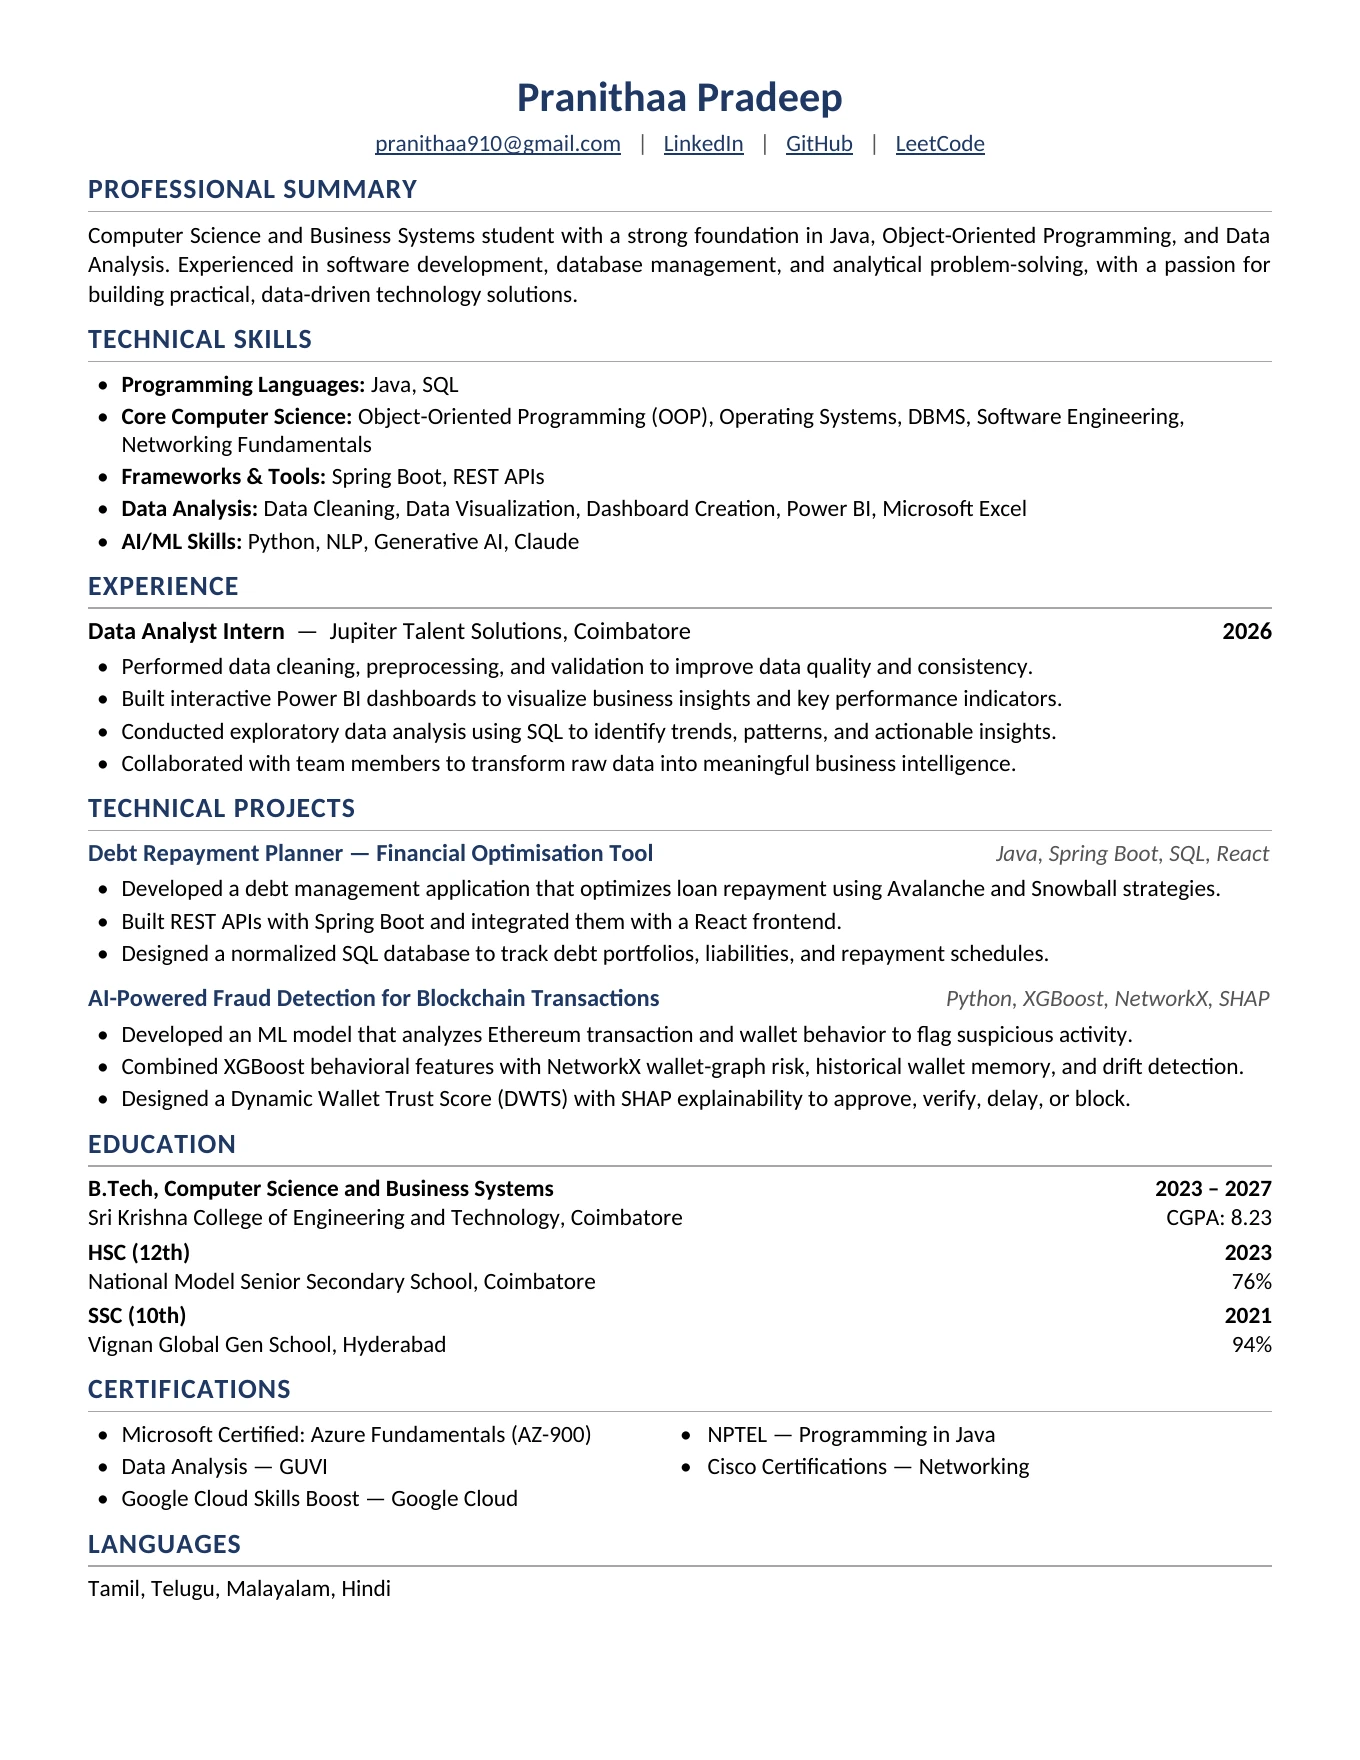 Pranithaa Pradeep
pranithaa910@gmail.com | LinkedIn | GitHub | LeetCode
PROFESSIONAL SUMMARY
Computer Science and Business Systems student with a strong foundation in Java, Object-Oriented Programming, and Data
Analysis. Experienced in software development, database management, and analytical problem-solving, with a passion for
building practical, data-driven technology solutions.
TECHNICAL SKILLS
• Programming Languages: Java, SQL
• Core Computer Science: Object-Oriented Programming (OOP), Operating Systems, DBMS, Software Engineering,
Networking Fundamentals
• Frameworks & Tools: Spring Boot, REST APIs
• Data Analysis: Data Cleaning, Data Visualization, Dashboard Creation, Power BI, Microsoft Excel
• AI/ML Skills: Python, NLP, Generative AI, Claude
EXPERIENCE
Data Analyst Intern — Jupiter Talent Solutions, Coimbatore 2026
• Performed data cleaning, preprocessing, and validation to improve data quality and consistency.
• Built interactive Power BI dashboards to visualize business insights and key performance indicators.
• Conducted exploratory data analysis using SQL to identify trends, patterns, and actionable insights.
• Collaborated with team members to transform raw data into meaningful business intelligence.
TECHNICAL PROJECTS
Debt Repayment Planner — Financial Optimisation Tool Java, Spring Boot, SQL, React
• Developed a debt management application that optimizes loan repayment using Avalanche and Snowball strategies.
• Built REST APIs with Spring Boot and integrated them with a React frontend.
• Designed a normalized SQL database to track debt portfolios, liabilities, and repayment schedules.
AI-Powered Fraud Detection for Blockchain Transactions Python, XGBoost, NetworkX, SHAP
• Developed an ML model that analyzes Ethereum transaction and wallet behavior to flag suspicious activity.
• Combined XGBoost behavioral features with NetworkX wallet-graph risk, historical wallet memory, and drift detection.
• Designed a Dynamic Wallet Trust Score (DWTS) with SHAP explainability to approve, verify, delay, or block.
EDUCATION
B.Tech, Computer Science and Business Systems 2023 – 2027
Sri Krishna College of Engineering and Technology, Coimbatore CGPA: 8.23
HSC (12th) 2023
National Model Senior Secondary School, Coimbatore 76%
SSC (10th) 2021
Vignan Global Gen School, Hyderabad 94%
CERTIFICATIONS
• Microsoft Certified: Azure Fundamentals (AZ-900)
• Data Analysis — GUVI
• Google Cloud Skills Boost — Google Cloud
• NPTEL — Programming in Java
• Cisco Certifications — Networking
LANGUAGES
Tamil, Telugu, Malayalam, Hindi